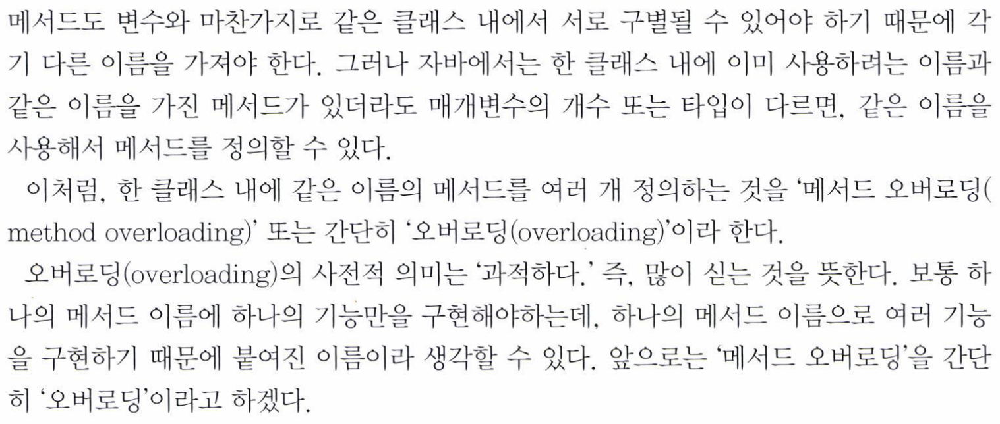 메서드도 변수와 마찬가지로 같은 클래스 내에서 서로 구별될 수 있어야 하기 때문에 각
기 다른 이름을 가져야 한다. 그러나 자바에서는 한 클래스 내에 이미 사용하려는 이름과
같은 이름을 가진 메서드가 있더라도 매개변수의 개수 또는 타입이 다르면, 같은 이름을
사용해서 메서드를 정의할 수 있다.
이처럼, 한 클래스 내에 같은 이름의 메서드를 여러 개 정의하는 것을 ‘메서드 오버로딩(
method overloading)’ 또는 간단히 ‘오버로딩(overloading)’이라 한다.
오버로딩(overloading)의 사전적 의미는 ‘과적하다.’ 즉, 많이 싣는 것을 뜻한다. 보통 하
나의 메서드 이름에 하나의 기능만을 구현해야하는데, 하나의 메서드 이름으로 여러 기능
을 구현하기 때문에 붙여진 이름이라 생각할 수 있다. 앞으로는 ‘메서드 오버로딩’을 간단
히 ‘오버로딩’이라고 하겠다.